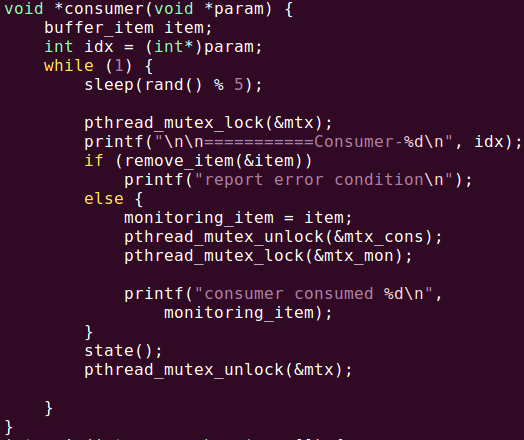 void *consumer(void *param) {
    buffer_item item;
    int idx = (int*)param;
    while (1) {
        sleep(rand() % 5);

        pthread_mutex_lock(&mtx);
        printf("\n\n===========Consumer-%d\n", idx);
        if (remove_item(&item))
            printf("report error condition\n");
        else {
            monitoring_item = item;
            pthread_mutex_unlock(&mtx_cons);
            pthread_mutex_lock(&mtx_mon);

            printf("consumer consumed %d\n",
                monitoring_item);
        }
        state();
        pthread_mutex_unlock(&mtx);

    }
}